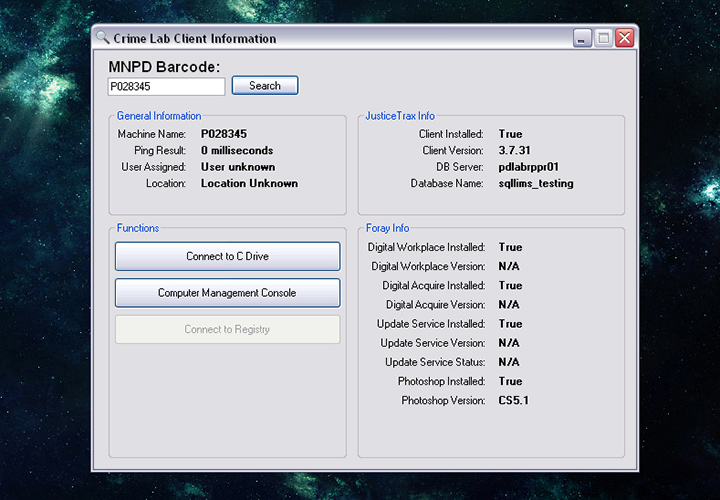 Crime Lab Client Information
MNPD Barcode:
P028345
Search
General Information
Machine Name: P028345
Ping Result: 0 milliseconds
User Assigned: User unknown
Location: Location Unknown
JusticeTrax Info
Client Installed: True
Client Version: 3.7.31
DB Server: pdlabrppr01
Database Name: sqllims_testing
Functions
Connect to C Drive
Computer Management Console
Connect to Registry
Foray Info
Digital Workplace Installed: True
Digital Workplace Version: N/A
Digital Acquire Installed: True
Digital Acquire Version: N/A
Update Service Installed: True
Update Service Version: N/A
Update Service Status: N/A
Photoshop Installed: True
Photoshop Version: CS5.1